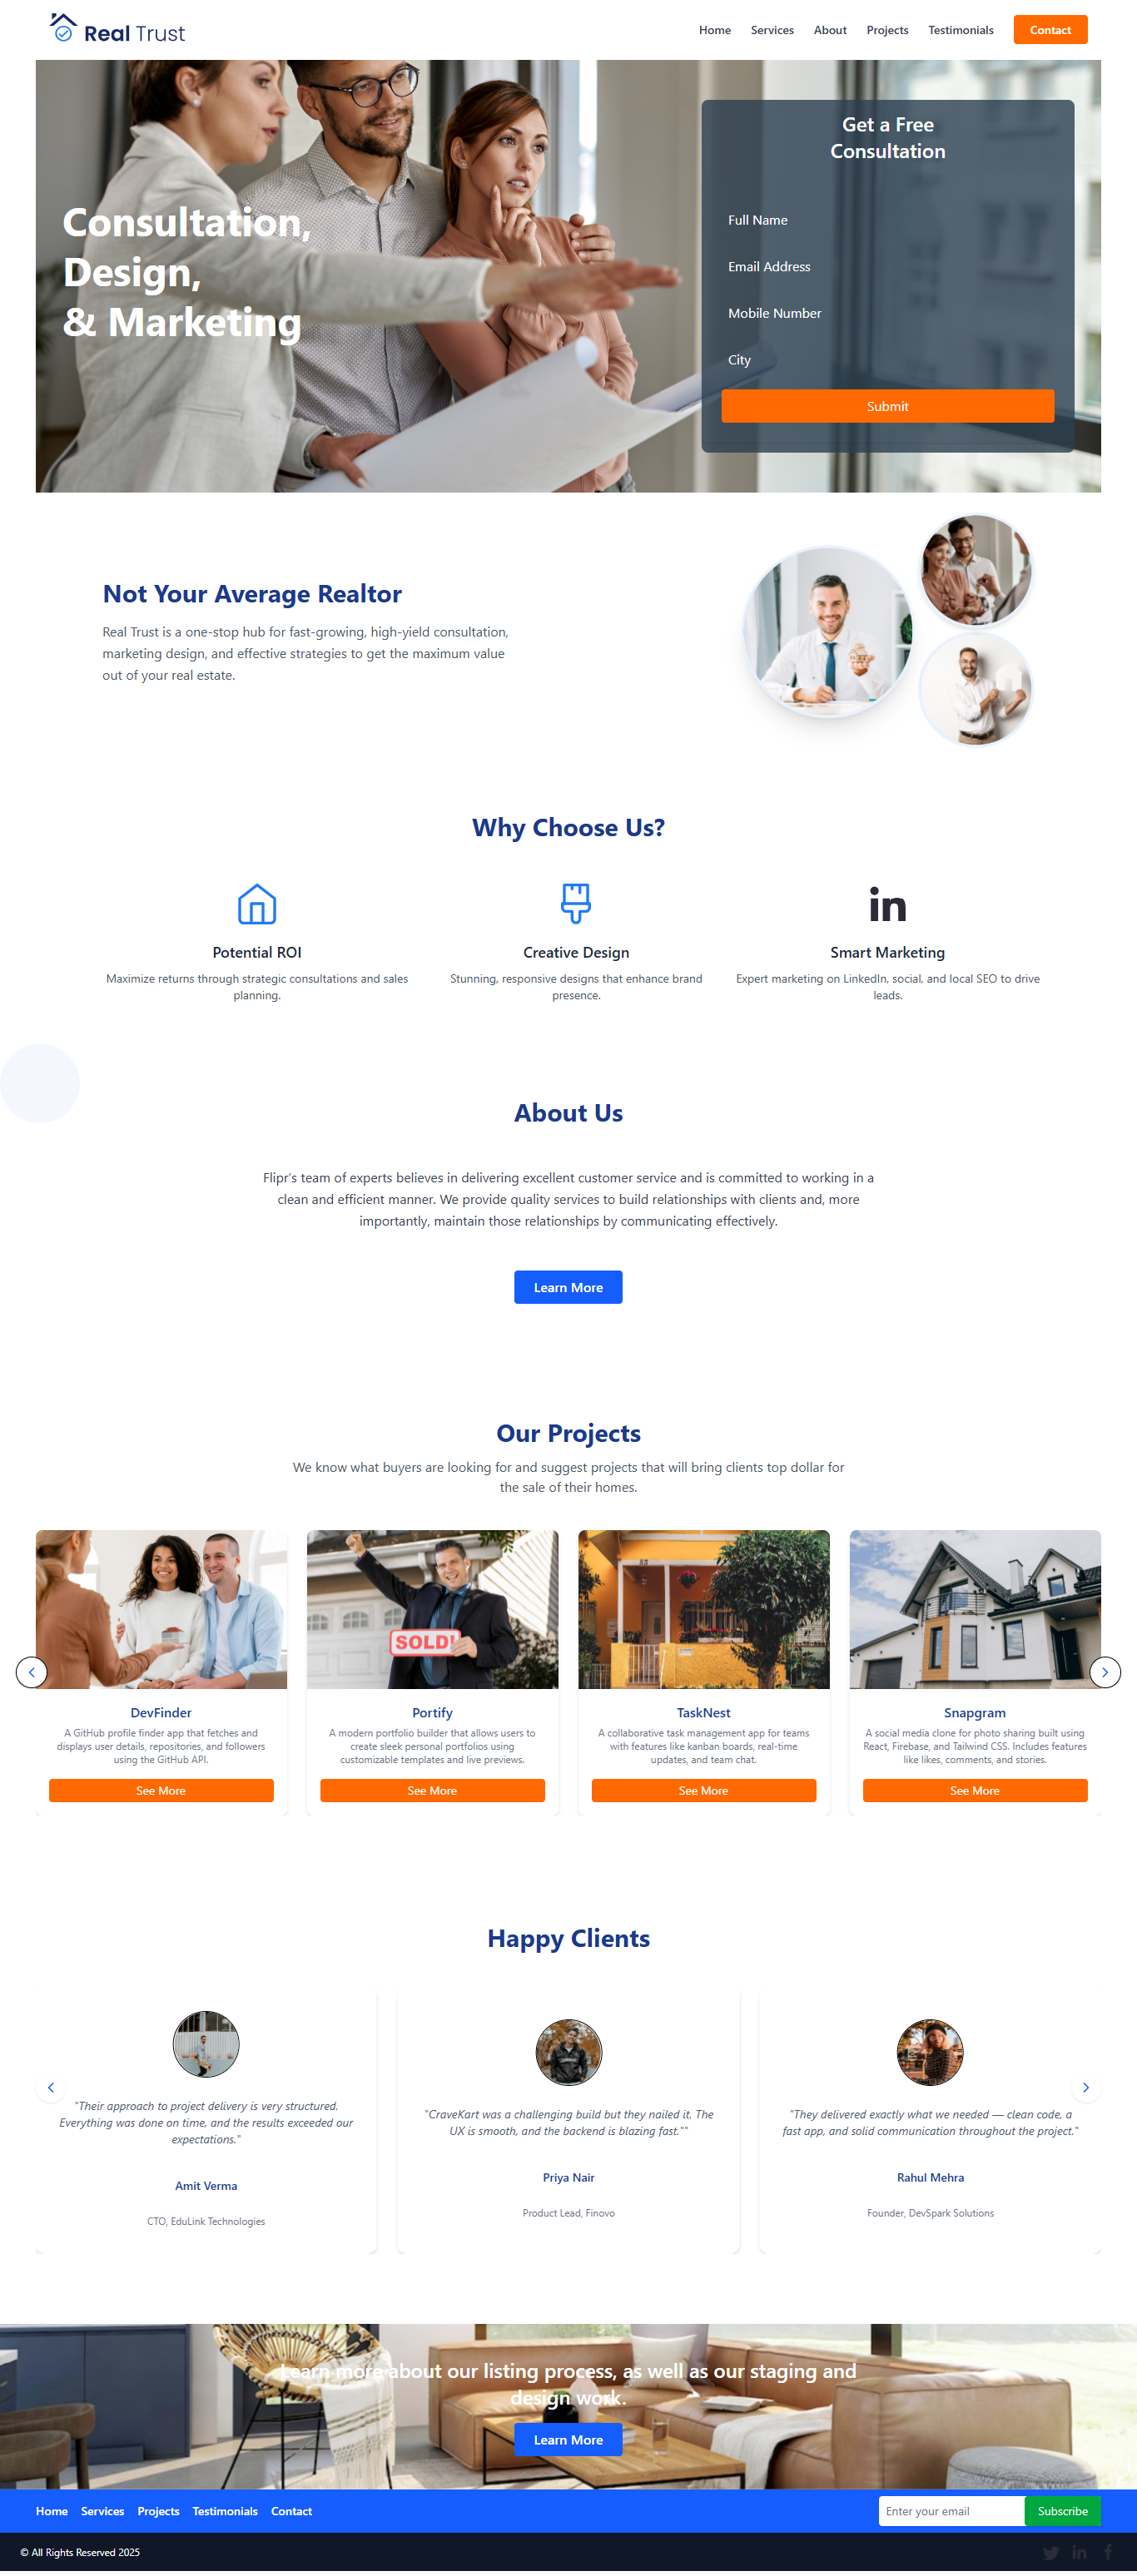 Real Trust
Home Services About Projects Testimonials Contact
Consultation,
Design,
& Marketing
Get a Free
Consultation
Full Name
Email Address
Mobile Number
City
Submit
Not Your Average Realtor
Real Trust is a one-stop hub for fast-growing, high-yield consultation,
marketing design, and effective strategies to get the maximum value
out of your real estate.
Why Choose Us?
Potential ROI
Maximize returns through strategic consultations and sales
planning.
Creative Design
Stunning, responsive designs that enhance brand
presence.
in
Smart Marketing
Expert marketing on LinkedIn, social, and local SEO to drive
leads.
About Us
Flipr's team of experts believes in delivering excellent customer service and is committed to working in a
clean and efficient manner. We provide quality services to build relationships with clients and, more
importantly, maintain those relationships by communicating effectively.
Learn More
Our Projects
We know what buyers are looking for and suggest projects that will bring clients top dollar for
the sale of their homes.
DevFinder
A GitHub profile finder app that fetches and
displays user details, repositories, and followers
using the GitHub API.
See More
SOLD!
Portify
A modern portfolio builder that allows users to
create sleek personal portfolios using
customizable templates and live previews.
See More
53
TaskNest
A collaborative task management app for teams
with features like kanban boards, real-time
updates, and team chat.
See More
Snapgram
A social media clone for photo sharing built using
React, Firebase, and Tailwind CSS. Includes features
like likes, comments, and stories.
See More
Happy Clients
"Their approach to project delivery is very structured.
Everything was done on time, and the results exceeded our
expectations."
Amit Verma
CTO, EduLink Technologies
"CraveKart was a challenging build but they nailed it. The
UX is smooth, and the backend is blazing fast.""
Priya Nair
Product Lead, Finovo
"They delivered exactly what we needed — clean code, a
fast app, and solid communication throughout the project."
Rahul Mehra
Founder, DevSpark Solutions
Learn more about our listing process, as well as our staging and
design work.
Learn More
Home Services Projects Testimonials Contact
Enter your email Subscribe
© All Rights Reserved 2025
in f